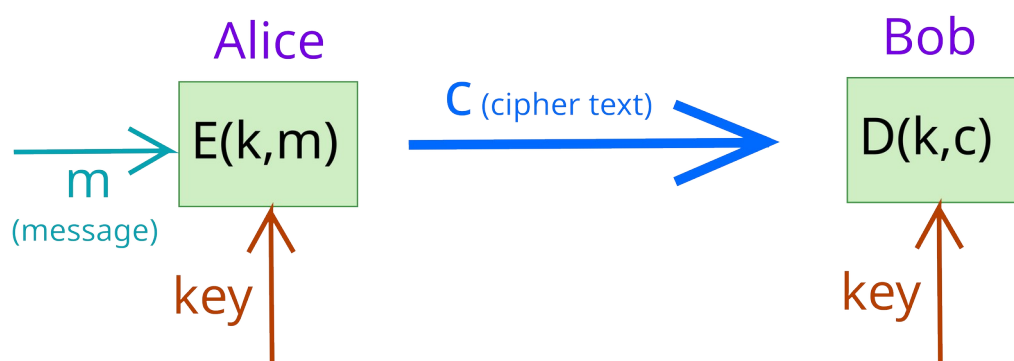 Alice
E(k,m)
m
(message)
key
C (cipher text)
Bob
D(k,c)
key